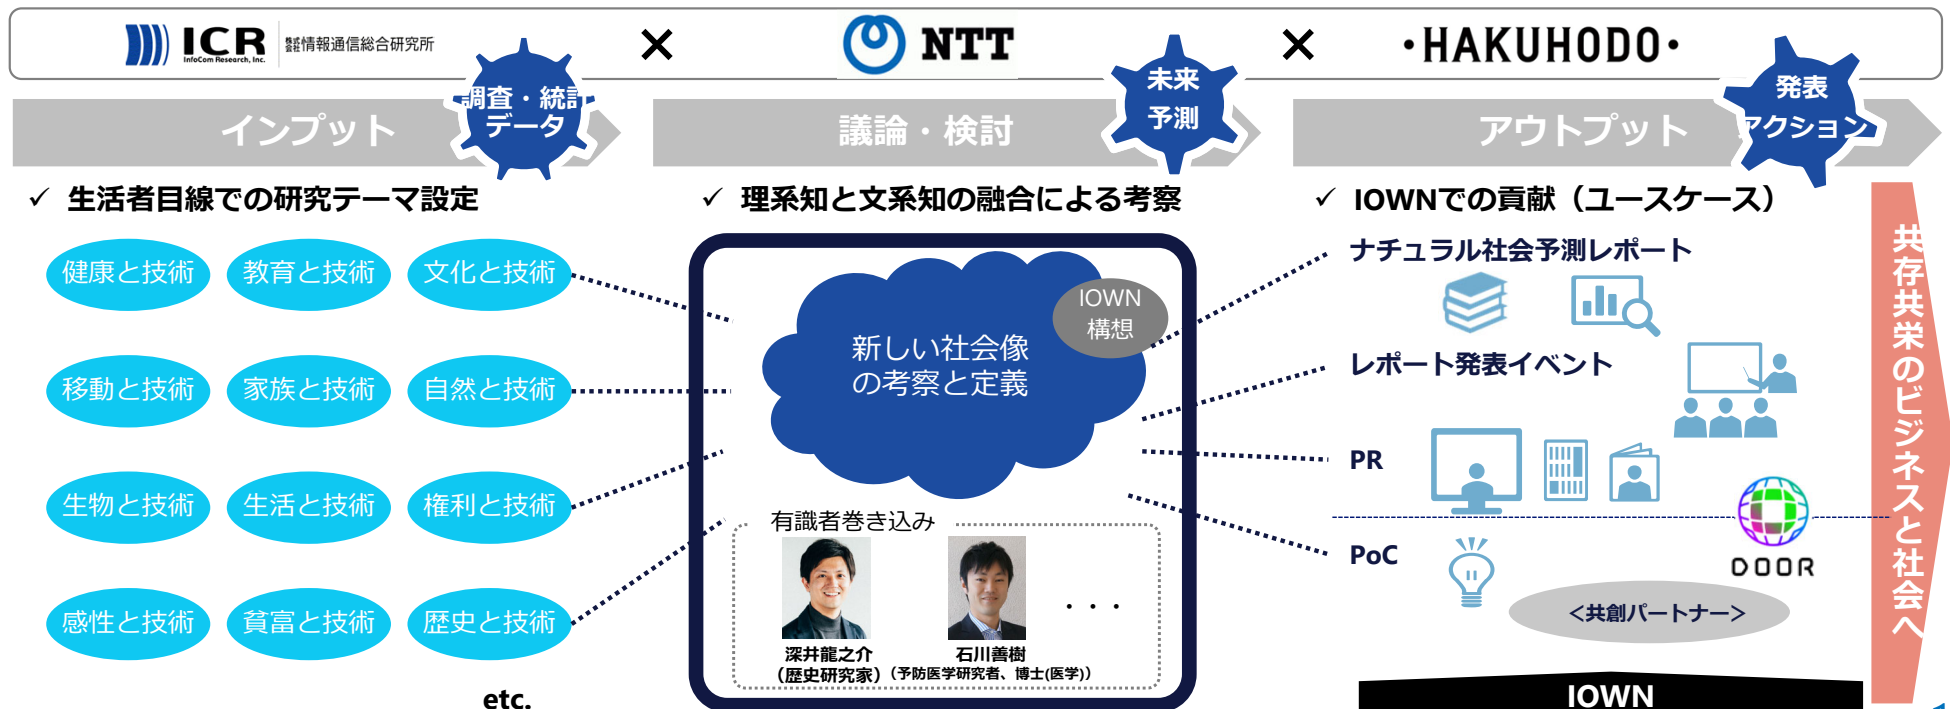 ICR
InfoCom Research, Inc.
株式会社情報通信総合研究所
×
NTT
×
・HAKUHODO・
インプット
調査・統計
データ
議論・検討
未来
予測
アウトプット
発表
アクション
✓ 生活者目線での研究テーマ設定
健康と技術
教育と技術
文化と技術
移動と技術
家族と技術
自然と技術
生物と技術
生活と技術
権利と技術
感性と技術
貧富と技術
歴史と技術
etc.
✓ 理系知と文系知の融合による考察
IOWN
構想
新しい社会像
の考察と定義
有識者巻き込み
深井龍之介
（歴史研究家）
石川善樹
（予防医学研究者、博士(医学)）
・・・
✓ IOWNでの貢献（ユースケース）
ナチュラル社会予測レポート
レポート発表イベント
PR
PoC
DOOR
<共創パートナー>
IOWN
共存共栄のビジネスと社会へ